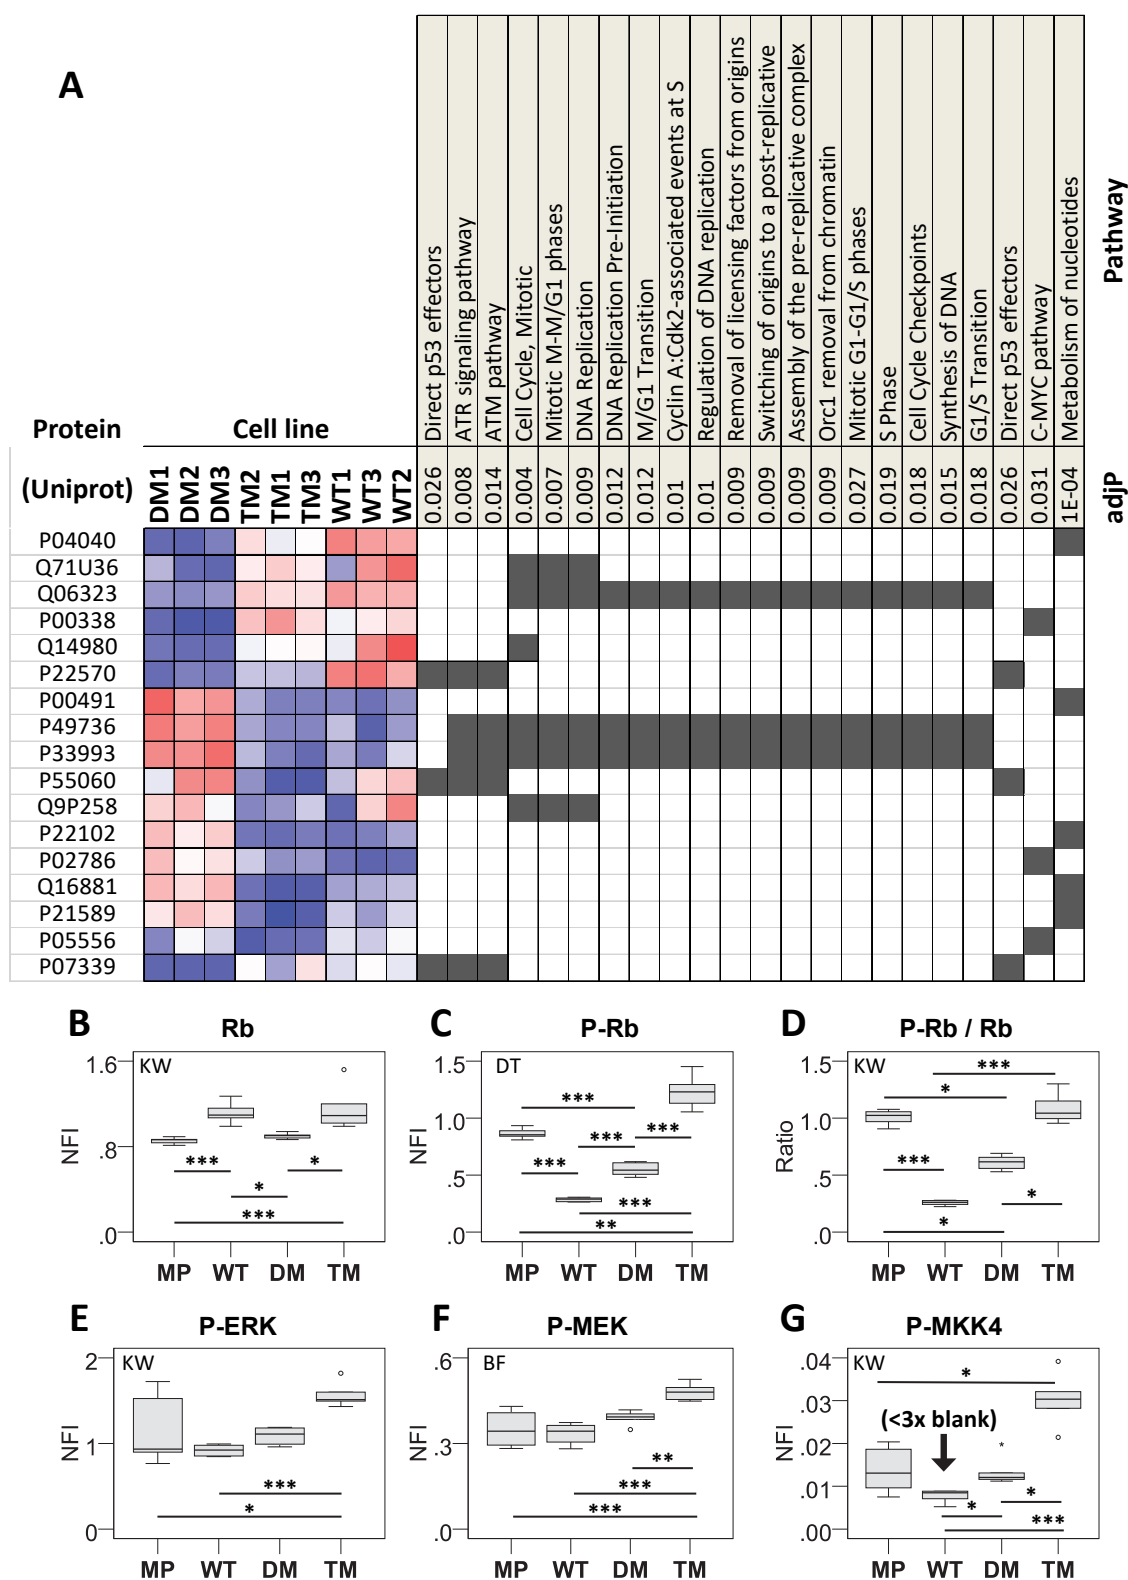 A
Direct p53 effectors
ATR signaling pathway
ATM pathway
Cell Cycle, Mitotic
Mitotic M-M/G1 phases
DNA Replication
DNA Replication Pre-Initiation
M/G1 Transition
Cyclin A:Cdk2-associated events at S
Regulation of DNA replication
Removal of licensing factors from origins
Switching of origins to a post-replicative
Assembly of the pre-replicative complex
Orc1 removal from chromatin
Mitotic G1-G1/S phases
S Phase
Cell Cycle Checkpoints
Synthesis of DNA
G1/S Transition
Direct p53 effectors
C-MYC pathway
Metabolism of nucleotides
Pathway
Protein
Cell line
(Uniprot)
DM1 DM2 DM3 TM2 TM1 TM3 WT1 WT3 WT2
0.026 0.008 0.014 0.004 0.007 0.009 0.012 0.012 0.01 0.01 0.009 0.009 0.009 0.009 0.027 0.019 0.018 0.015 0.018 0.026 0.031 1E-04
adjP
P04040
Q71U36
Q06323
P00338
Q14980
P22570
P00491
P49736
P33993
P55060
Q9P258
P22102
P02786
Q16881
P21589
P05556
P07339
B
Rb
1.6
KW
NFI
.8
***
*
*
***
.0
MP WT DM TM
C
P-Rb
1.5
DT
***
1.0
***
***
NFI
***
.5
***
**
.0
MP WT DM TM
D
P-Rb / Rb
1.5
KW
***
*
1.0
Ratio
***
.5
*
*
.0
MP WT DM TM
E
P-ERK
2
KW
NFI
1
***
*
0
MP WT DM TM
F
P-MEK
.6
BF
NFI
.3
**
***
***
.0
MP WT DM TM
G
P-MKK4
.04
KW
*
.03
(<3x blank)
NFI
.02
*
.01
*
*
***
.00
MP WT DM TM